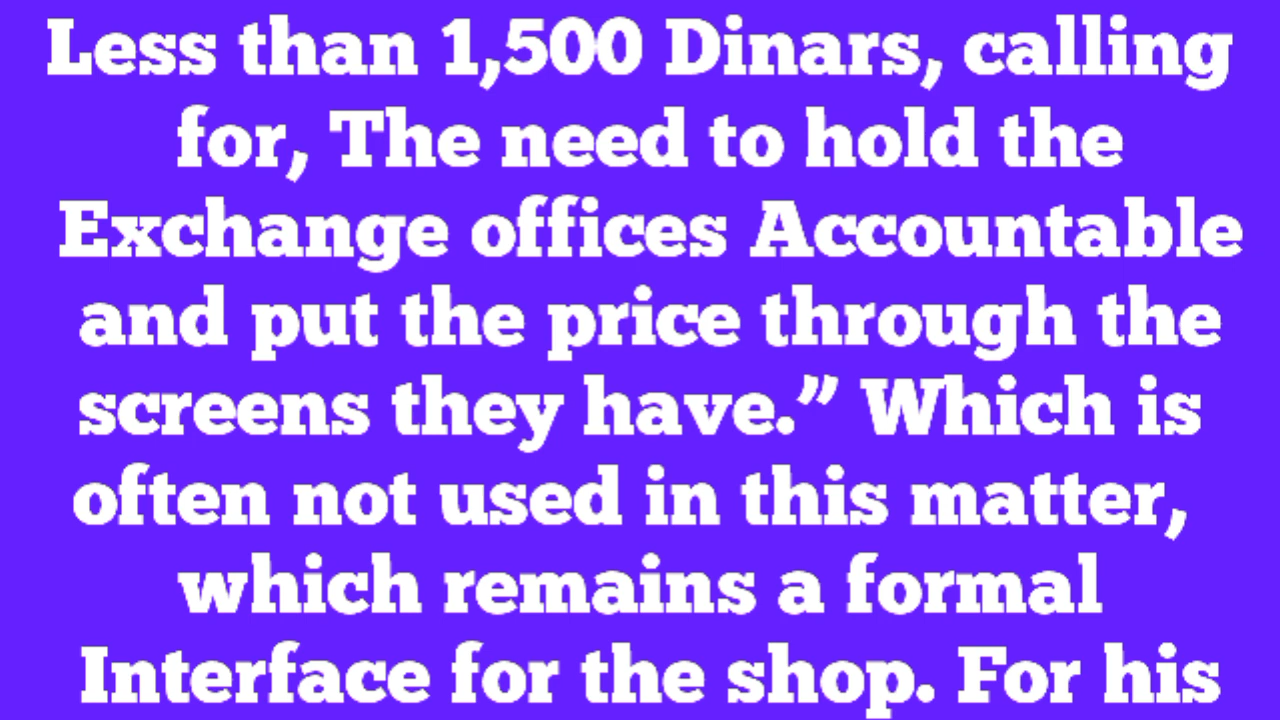 Less than 1,500 Dinars, calling
for, The need to hold the
Exchange offices Accountable
and put the price through the
screens they have.” Which is
often not used in this matter,
which remains a formal
Interface for the shop. For his